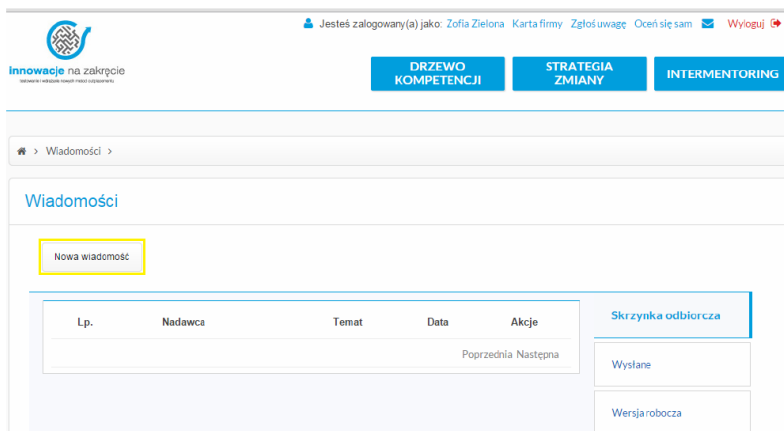 Jesteś zalogowany(a) jako: Zofia Zielona Karta firmy Zgłoś uwagę Oceń się sam Wyloguj
innowacje na zakręcie
DRZEWO KOMPETENCJI
STRATEGIA ZMIANY
INTERMENTORING
> Wiadomości >
Wiadomości
Nowa wiadomość
Lp. Nadawca Temat Data Akcje
Poprzednia Następna
Skrzynka odbiorcza
Wysłane
Wersja robocza